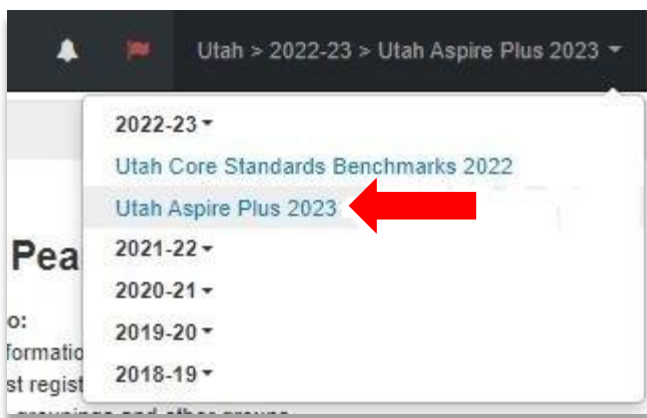 Utah > 2022-23 > Utah Aspire Plus 2023
2022-23
Utah Core Standards Benchmarks 2022
Utah Aspire Plus 2023
2021-22
Pea
2020-21
o:
2019-20
formatio
2018-19
st regist